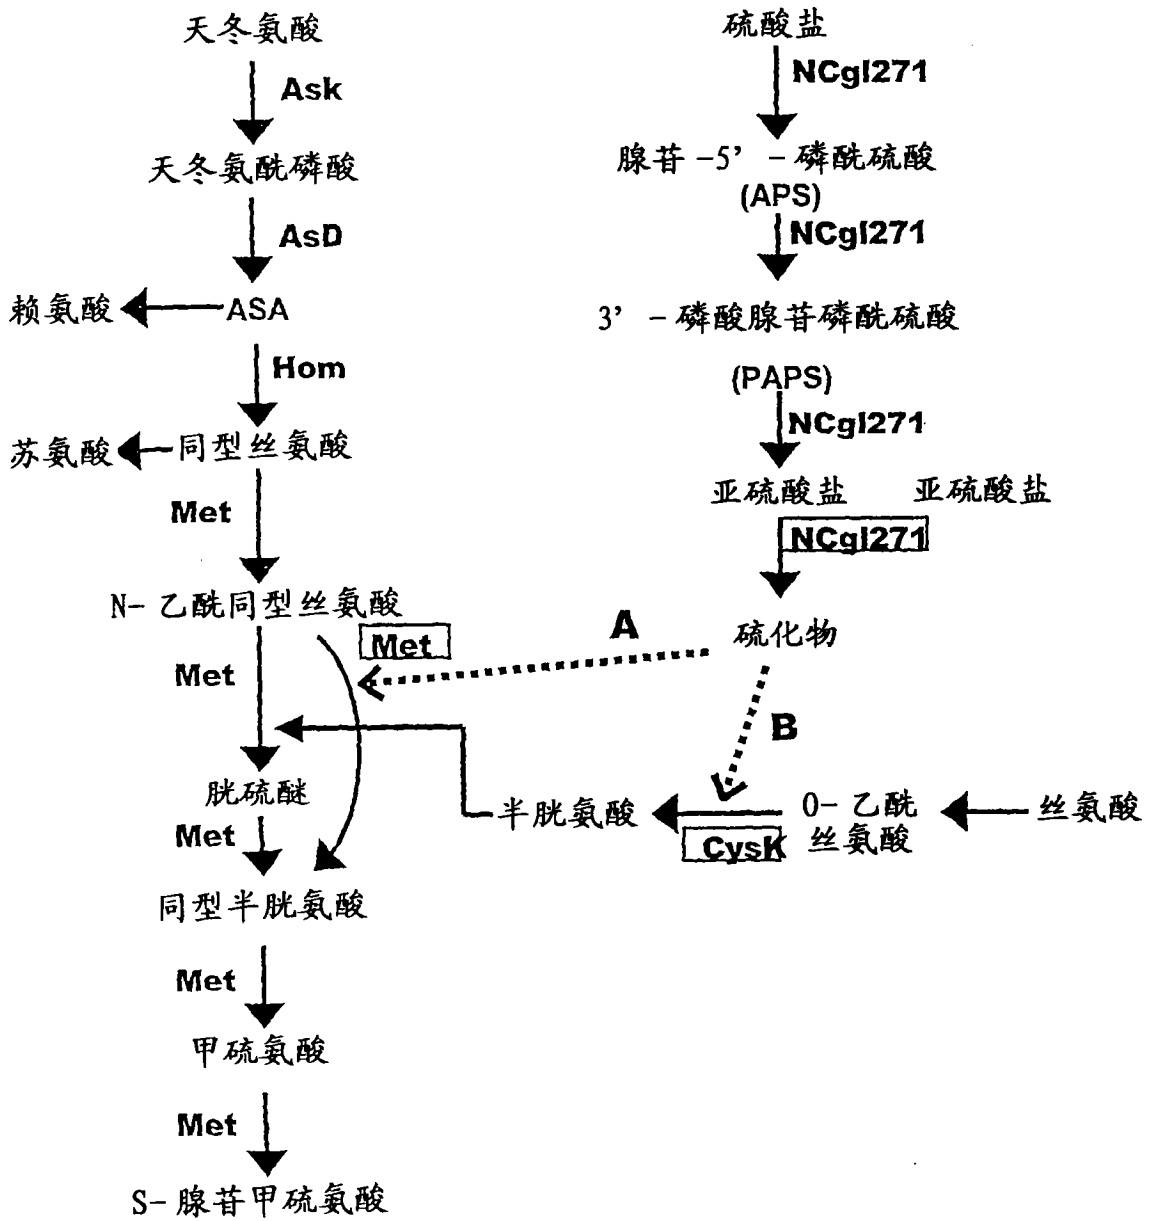 天冬氨酸
Ask
天冬氨酰磷酸
AsD
赖氨酸
ASA
Hom
苏氨酸
同型丝氨酸
Met
N-乙酰同型丝氨酸
Met
Met
胱硫醚
Met
同型半胱氨酸
Met
甲硫氨酸
Met
S-腺苷甲硫氨酸
硫酸盐
NCgl271
腺苷-5’-磷酰硫酸
(APS)
NCgl271
3’-磷酸腺苷磷酰硫酸
(PAPS)
NCgl271
亚硫酸盐 亚硫酸盐
NCgl271
硫化物
A
B
半胱氨酸
CysK
O-乙酰
丝氨酸
丝氨酸